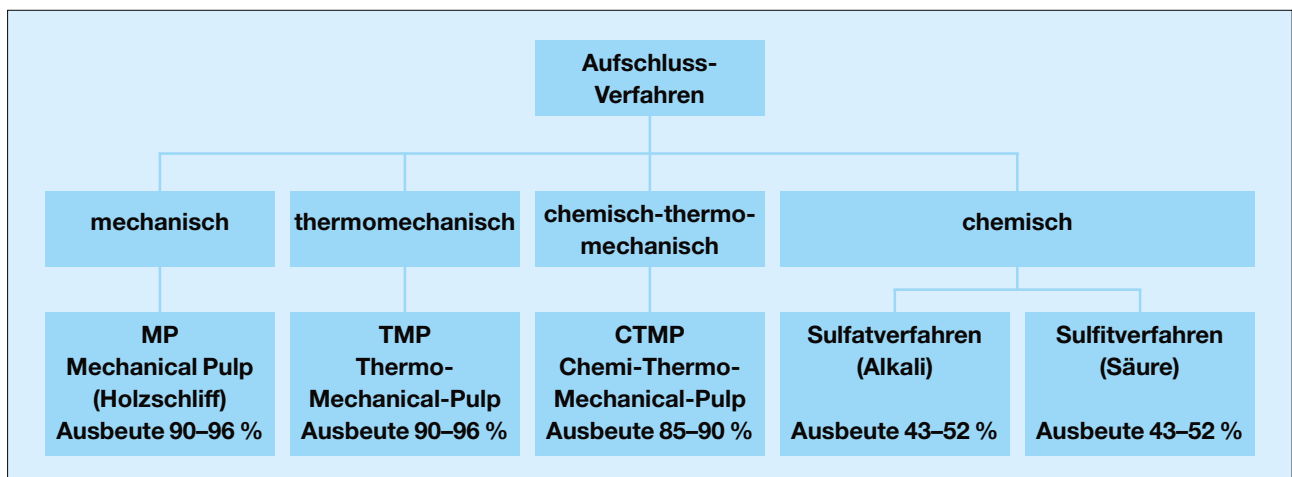 Aufschluss-
Verfahren
mechanisch
thermomechanisch
chemisch-thermo-
mechanisch
chemisch
MP
Mechanical Pulp
(Holzschliff)
Ausbeute 90–96 %
TMP
Thermo-
Mechanical-Pulp
Ausbeute 90–96 %
CTMP
Chemi-Thermo-
Mechanical-Pulp
Ausbeute 85–90 %
Sulfatverfahren
(Alkali)
Ausbeute 43–52 %
Sulfitverfahren
(Säure)
Ausbeute 43–52 %